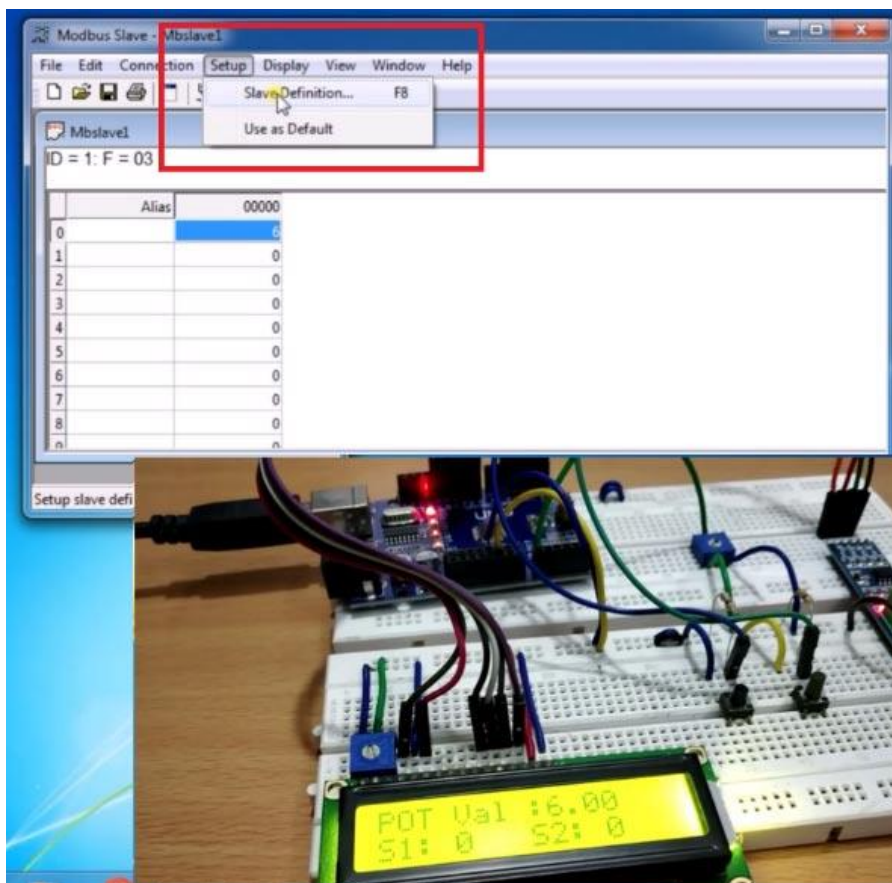 Modbus Slave - Mbslave1
File Edit Connection Setup Display View Window Help
Slave Definition... F8
Use as Default
Mbslave1
ID = 1: F = 03
Alias 00000
0 6
1 0
2 0
3 0
4 0
5 0
6 0
7 0
8 0
Setup slave defi
POT Val :6.00
S1: 0 S2: 0